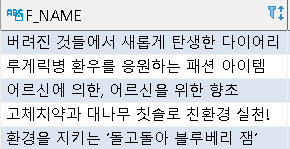 ABC F_NAME
버려진 것들에서 새롭게 탄생한 다이어리
루게릭병 환우를 응원하는 패션 아이템
어르신에 의한, 어르신을 위한 향초
고체치약과 대나무 칫솔로 친환경 실천!
환경을 지키는 '돌고돌아 블루베리 잼'